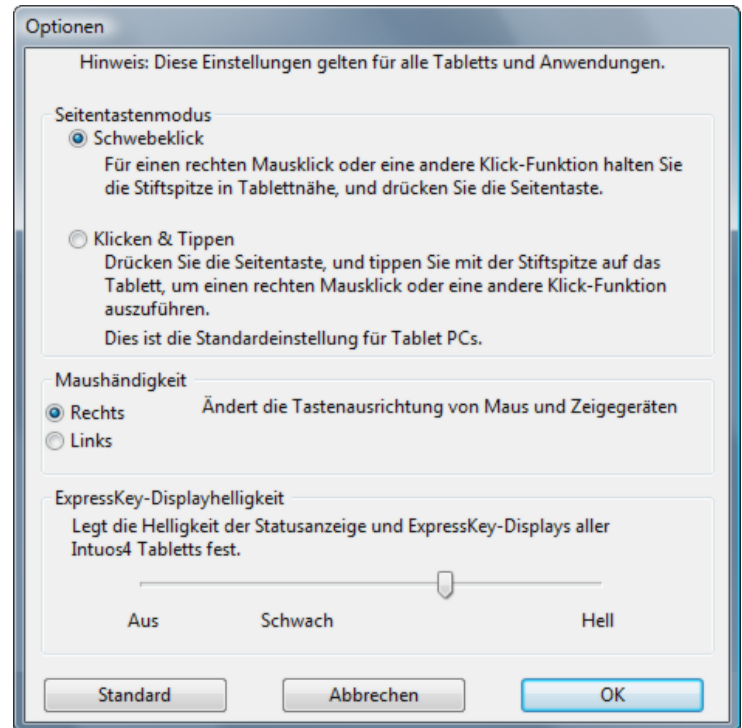 Optionen
Hinweis: Diese Einstellungen gelten für alle Tabletts und Anwendungen.
Seitentastenmodus
Schwebeklick
Für einen rechten Mausklick oder eine andere Klick-Funktion halten Sie
die Stiftspitze in Tablettnähe, und drücken Sie die Seitentaste.
Klicken & Tippen
Drücken Sie die Seitentaste, und tippen Sie mit der Stiftspitze auf das
Tablett, um einen rechten Mausklick oder eine andere Klick-Funktion
auszuführen.
Dies ist die Standardeinstellung für Tablet PCs.
Maushändigkeit
Rechts
Ändert die Tastenausrichtung von Maus und Zeigegeräten
Links
ExpressKey-Displayhelligkeit
Legt die Helligkeit der Statusanzeige und ExpressKey-Displays aller
Intuos4 Tabletts fest.
Aus Schwach Hell
Standard Abbrechen OK